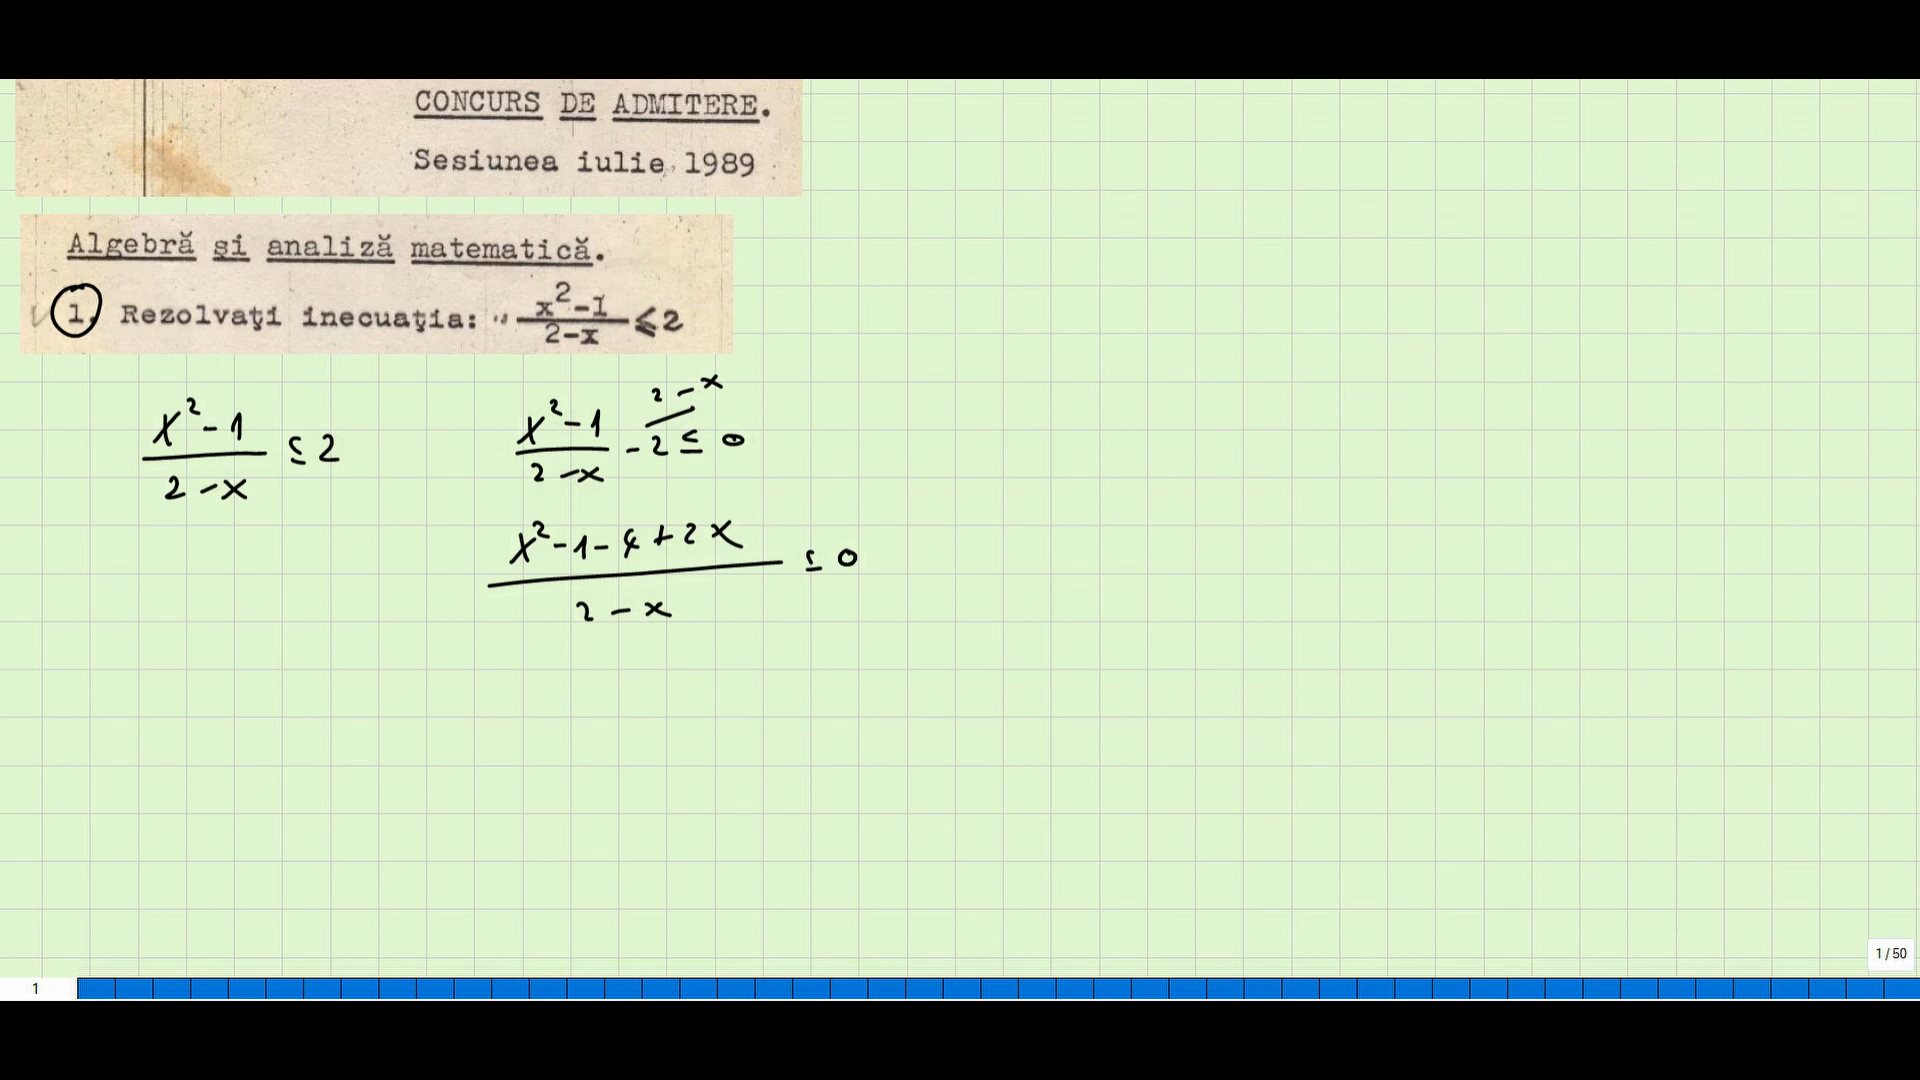 CONCURS DE ADMITERE.
Sesiunea iulie 1989
Algebră şi analiză matematică.
1. Rezolvaţi inecuaţia: "(x²-1)/(2-x) ⩽ 2
(x² - 1)/(2 - x) ≤ 2
(x² - 1)/(2 - x) - ²⁻ˣ⁄2 ≤ 0
(x² - 1 - 4 + 2x)/(2 - x) ≤ 0
1 / 50
1